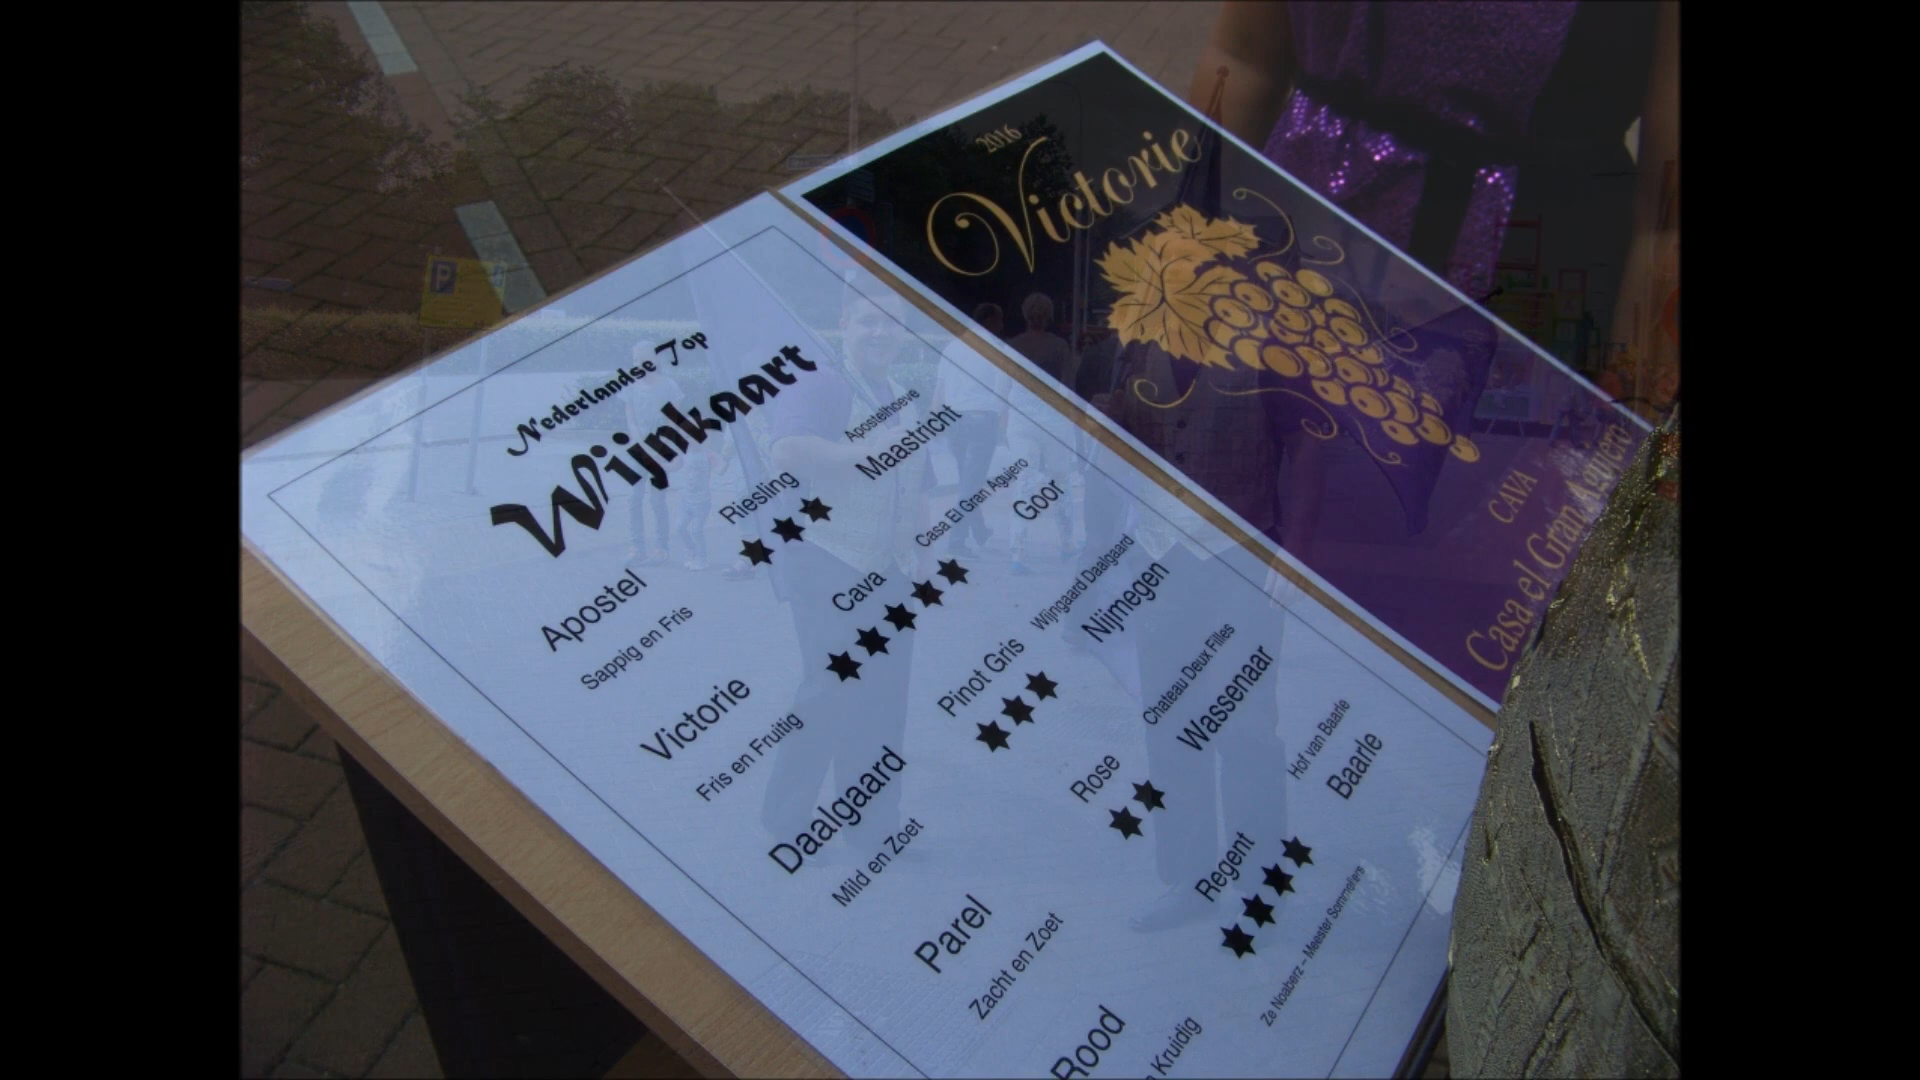 Nederlandse Top
Wijnkaart
Apostel Riesling Apostelhoeve
Sappig en Fris ★★★ Maastricht
Victorie Cava Casa El Gran Agujero
Fris en Fruitig ★★★★★ Goor
Daalgaard Pinot Gris Wijngaard Daalgaard
Mild en Zoet ★★★ Nijmegen
Parel Rose Chateau Deux Filles
Zacht en Zoet ★★ Wassenaar
Rood Regent Hof van Baarle
Kruidig ★★★★ Baarle
Ze Noaberz – Meester Sommeliers
2016
Victorie
CAVA
Casa el Gran Agujero
P